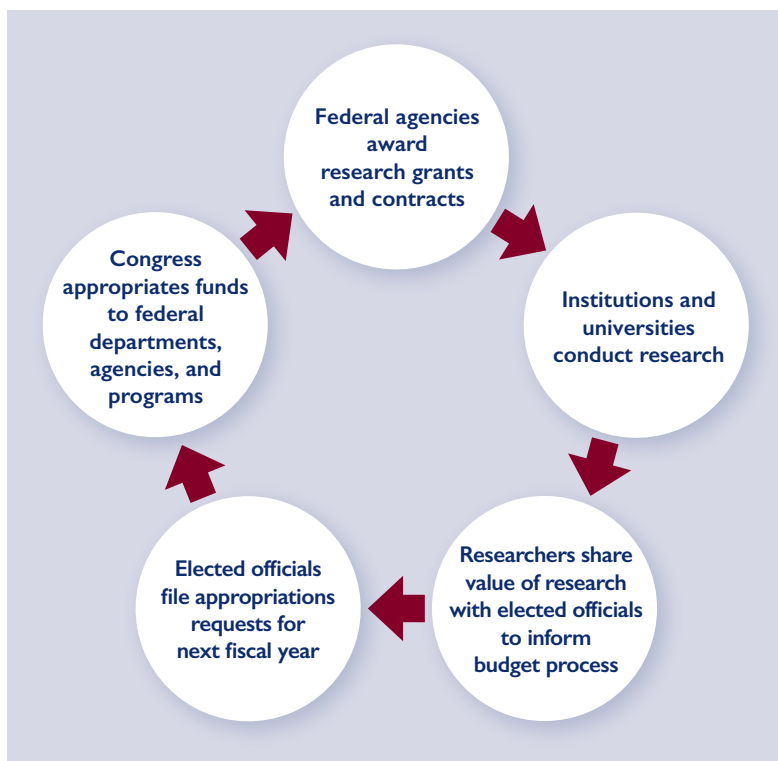 Federal agencies
award
research grants
and contracts
Institutions and
universities
conduct research
Researchers share
value of research
with elected officials
to inform
budget process
Elected officials
file appropriations
requests for
next fiscal year
Congress
appropriates funds
to federal
departments,
agencies, and
programs